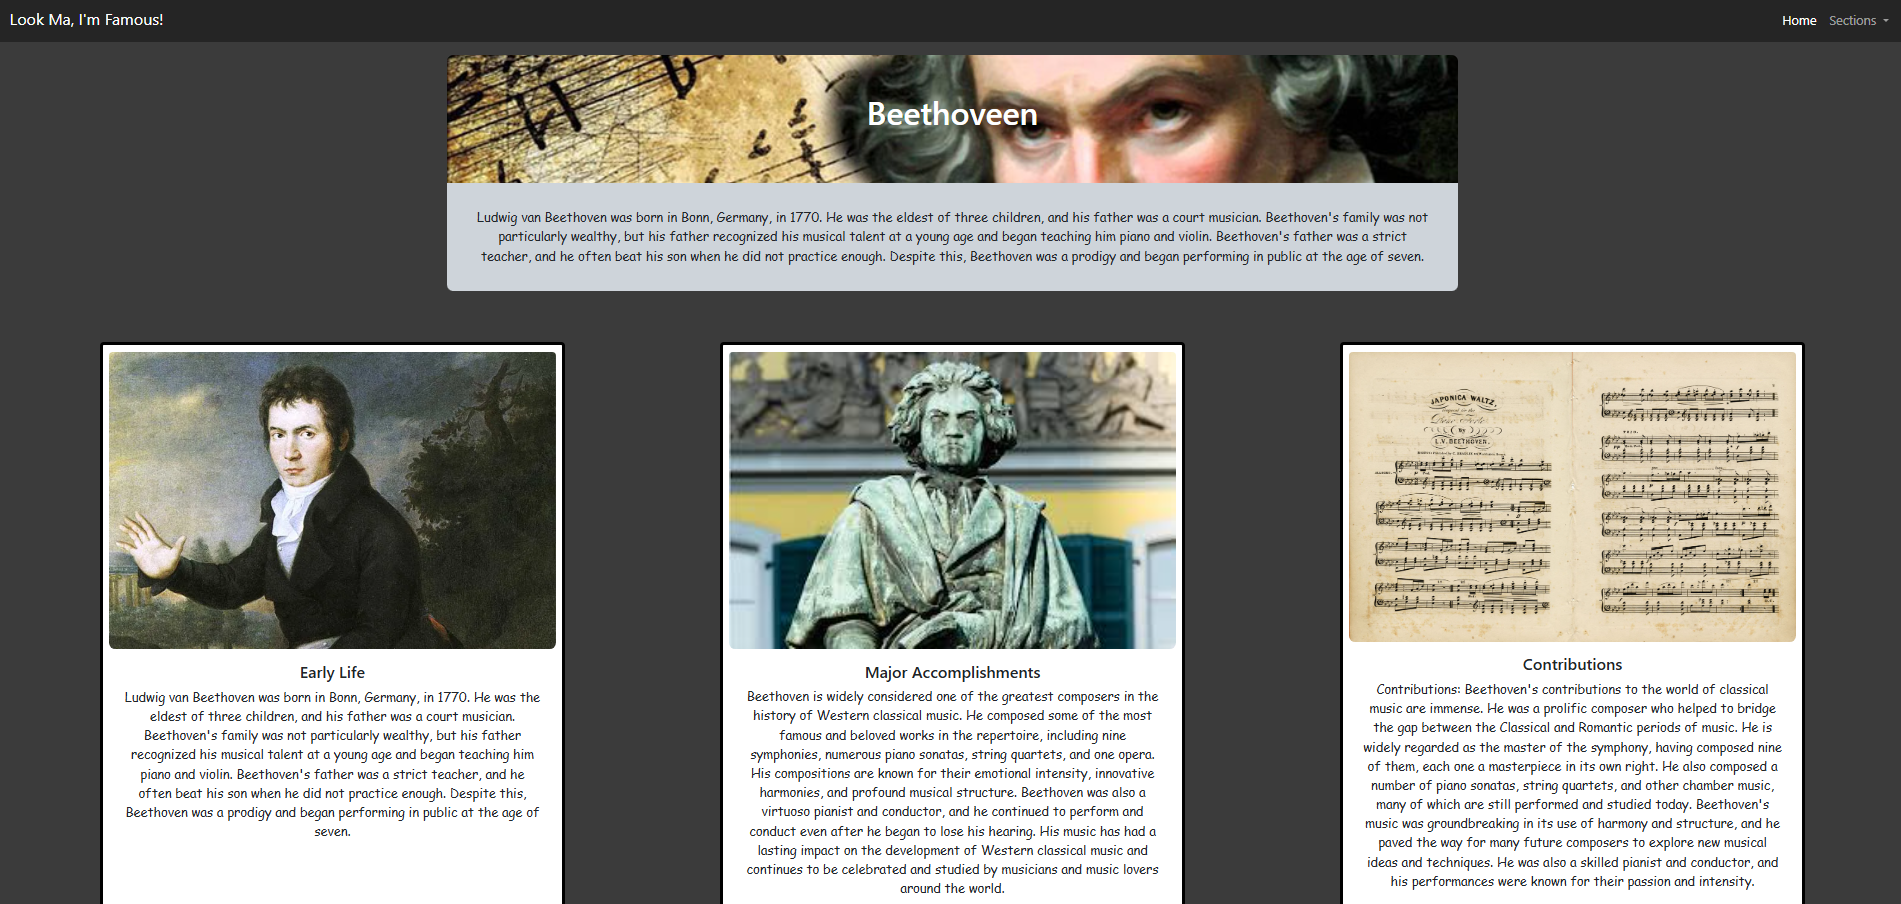 Look Ma, I'm Famous!
Home Sections
Beethoveen
Ludwig van Beethoven was born in Bonn, Germany, in 1770. He was the eldest of three children, and his father was a court musician. Beethoven's family was not
particularly wealthy, but his father recognized his musical talent at a young age and began teaching him piano and violin. Beethoven's father was a strict
teacher, and he often beat his son when he did not practice enough. Despite this, Beethoven was a prodigy and began performing in public at the age of seven.
Early Life
Ludwig van Beethoven was born in Bonn, Germany, in 1770. He was the
eldest of three children, and his father was a court musician.
Beethoven's family was not particularly wealthy, but his father
recognized his musical talent at a young age and began teaching him
piano and violin. Beethoven's father was a strict teacher, and he
often beat his son when he did not practice enough. Despite this,
Beethoven was a prodigy and began performing in public at the age of
seven.
Major Accomplishments
Beethoven is widely considered one of the greatest composers in the
history of Western classical music. He composed some of the most
famous and beloved works in the repertoire, including nine
symphonies, numerous piano sonatas, string quartets, and one opera.
His compositions are known for their emotional intensity, innovative
harmonies, and profound musical structure. Beethoven was also a
virtuoso pianist and conductor, and he continued to perform and
conduct even after he began to lose his hearing. His music has had a
lasting impact on the development of Western classical music and
continues to be celebrated and studied by musicians and music lovers
around the world.
JAPONICA WALTZ,
By
L.V. BEETHOVEN.
TRIO.
Contributions
Contributions: Beethoven's contributions to the world of classical
music are immense. He was a prolific composer who helped to bridge
the gap between the Classical and Romantic periods of music. He is
widely regarded as the master of the symphony, having composed nine
of them, each one a masterpiece in its own right. He also composed a
number of piano sonatas, string quartets, and other chamber music,
many of which are still performed and studied today. Beethoven's
music was groundbreaking in its use of harmony and structure, and he
paved the way for many future composers to explore new musical
ideas and techniques. He was also a skilled pianist and conductor, and
his performances were known for their passion and intensity.